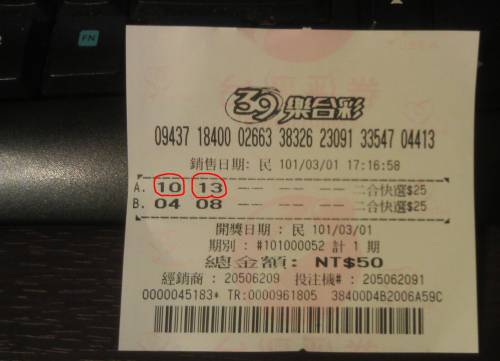 FN
39 樂合彩
09437 18400 02663 38326 23091 33547 04413
銷售日期: 民 101/03/01 17:16:58
A. 10 13 -- -- -- -- 二合快選$25
B. 04 08 -- -- -- -- 二合快選$25
開獎日期 : 民 101/03/01
期別 : #101000052 計 1 期
總金額: NT$50
經銷商 : 20506209 投注機# : 205062091
0000045183* TR:0000961805 38400D4B2006A59C